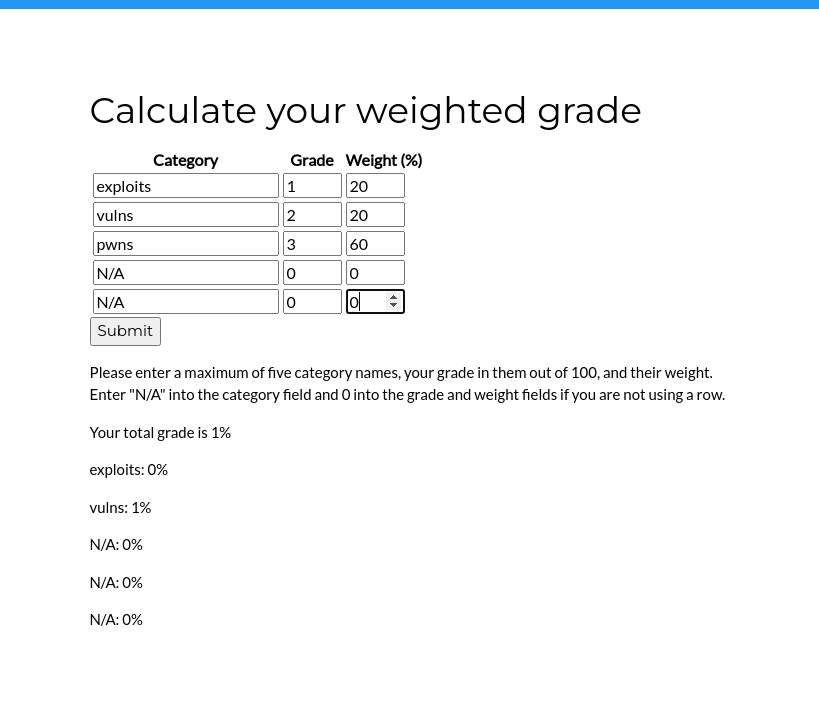 Calculate your weighted grade
Category Grade Weight (%)
exploits 1 20
vulns 2 20
pwns 3 60
N/A 0 0
N/A 0 0
Submit
Please enter a maximum of five category names, your grade in them out of 100, and their weight.
Enter "N/A" into the category field and 0 into the grade and weight fields if you are not using a row.
Your total grade is 1%
exploits: 0%
vulns: 1%
N/A: 0%
N/A: 0%
N/A: 0%